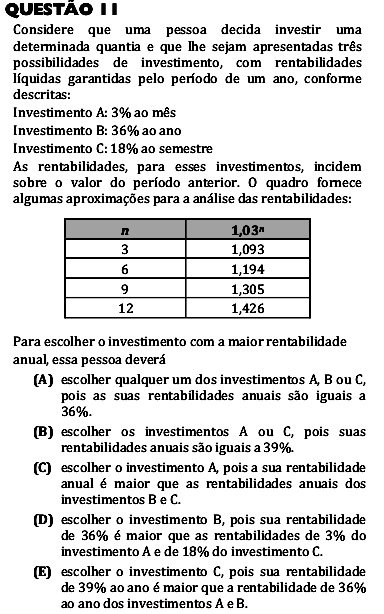 QUESTÃO 11
Considere que uma pessoa decida investir uma
determinada quantia e que lhe sejam apresentadas três
possibilidades de investimento, com rentabilidades
líquidas garantidas pelo período de um ano, conforme
descritas:
Investimento A: 3% ao mês
Investimento B: 36% ao ano
Investimento C: 18% ao semestre
As rentabilidades, para esses investimentos, incidem
sobre o valor do período anterior. O quadro fornece
algumas aproximações para a análise das rentabilidades:
n 1,03ⁿ
3 1,093
6 1,194
9 1,305
12 1,426
Para escolher o investimento com a maior rentabilidade
anual, essa pessoa deverá
(A) escolher qualquer um dos investimentos A, B ou C,
pois as suas rentabilidades anuais são iguais a
36%.
(B) escolher os investimentos A ou C, pois suas
rentabilidades anuais são iguais a 39%.
(C) escolher o investimento A, pois a sua rentabilidade
anual é maior que as rentabilidades anuais dos
investimentos B e C.
(D) escolher o investimento B, pois sua rentabilidade
de 36% é maior que as rentabilidades de 3% do
investimento A e de 18% do investimento C.
(E) escolher o investimento C, pois sua rentabilidade
de 39% ao ano é maior que a rentabilidade de 36%
ao ano dos investimentos A e B.